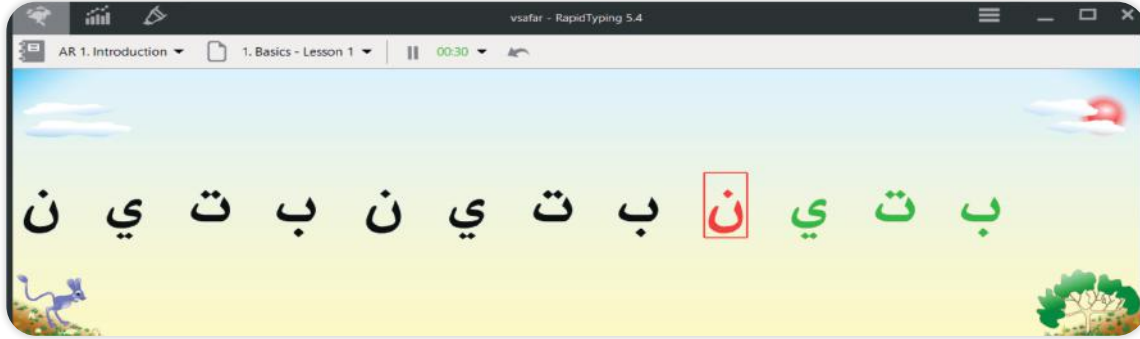 vsafar - RapidTyping 5.4
AR 1. Introduction 1. Basics - Lesson 1 00:30
ب ت ي ن ب ت ي ن ب ت ي ن